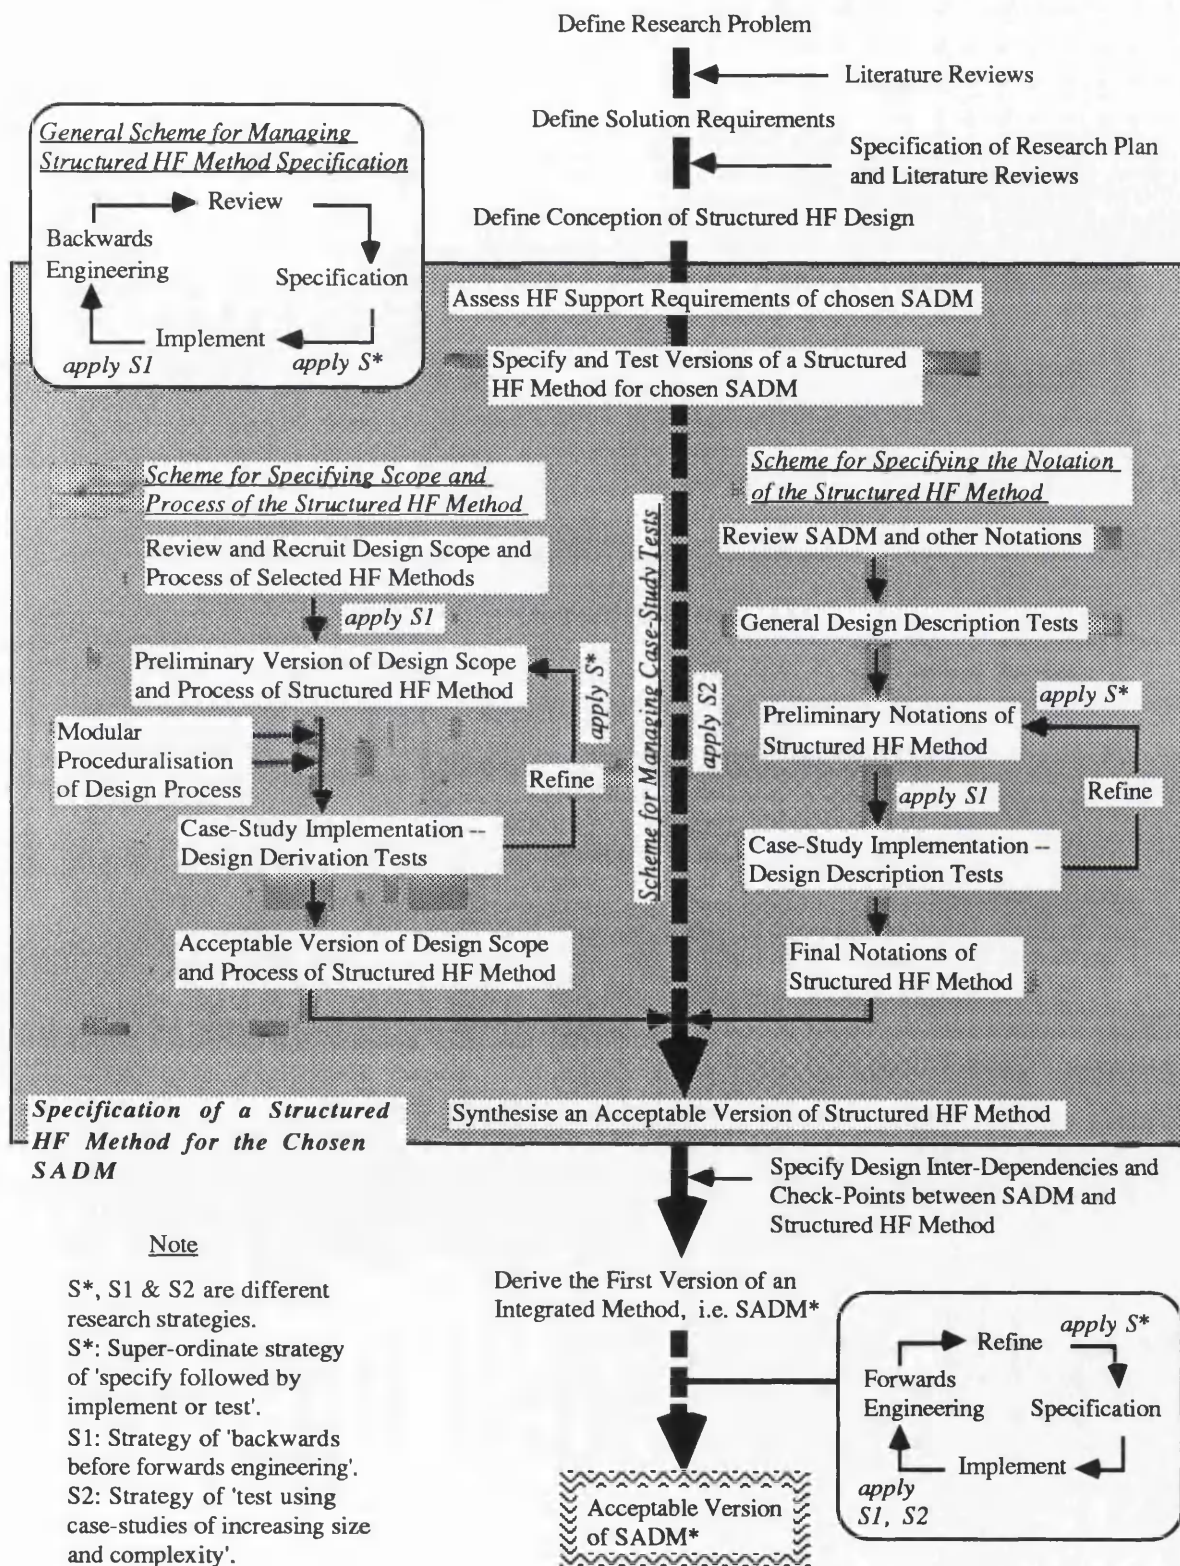 Define Research Problem
Literature Reviews
Define Solution Requirements
Specification of Research Plan
and Literature Reviews
Define Conception of Structured HF Design
General Scheme for Managing
Structured HF Method Specification
Review
Backwards
Engineering
Specification
Implement
apply S1
apply S*
Assess HF Support Requirements of chosen SADM
Specify and Test Versions of a Structured
HF Method for chosen SADM
Scheme for Specifying Scope and
Process of the Structured HF Method
Review and Recruit Design Scope and
Process of Selected HF Methods
apply S1
Preliminary Version of Design Scope
and Process of Structured HF Method
Modular
Proceduralisation
of Design Process
apply S*
Refine
Case-Study Implementation --
Design Derivation Tests
Acceptable Version of Design Scope
and Process of Structured HF Method
Scheme for Managing Case-Study Tests
apply S2
Scheme for Specifying the Notation
of the Structured HF Method
Review SADM and other Notations
General Design Description Tests
apply S*
Preliminary Notations of
Structured HF Method
apply S1
Refine
Case-Study Implementation --
Design Description Tests
Final Notations of
Structured HF Method
Specification of a Structured
HF Method for the Chosen
SADM
Synthesise an Acceptable Version of Structured HF Method
Specify Design Inter-Dependencies and
Check-Points between SADM and
Structured HF Method
Note
S*, S1 & S2 are different
research strategies.
S*: Super-ordinate strategy
of 'specify followed by
implement or test'.
S1: Strategy of 'backwards
before forwards engineering'.
S2: Strategy of 'test using
case-studies of increasing size
and complexity'.
Derive the First Version of an
Integrated Method, i.e. SADM*
Refine
apply S*
Forwards
Engineering
Specification
Implement
apply
S1, S2
Acceptable Version
of SADM*